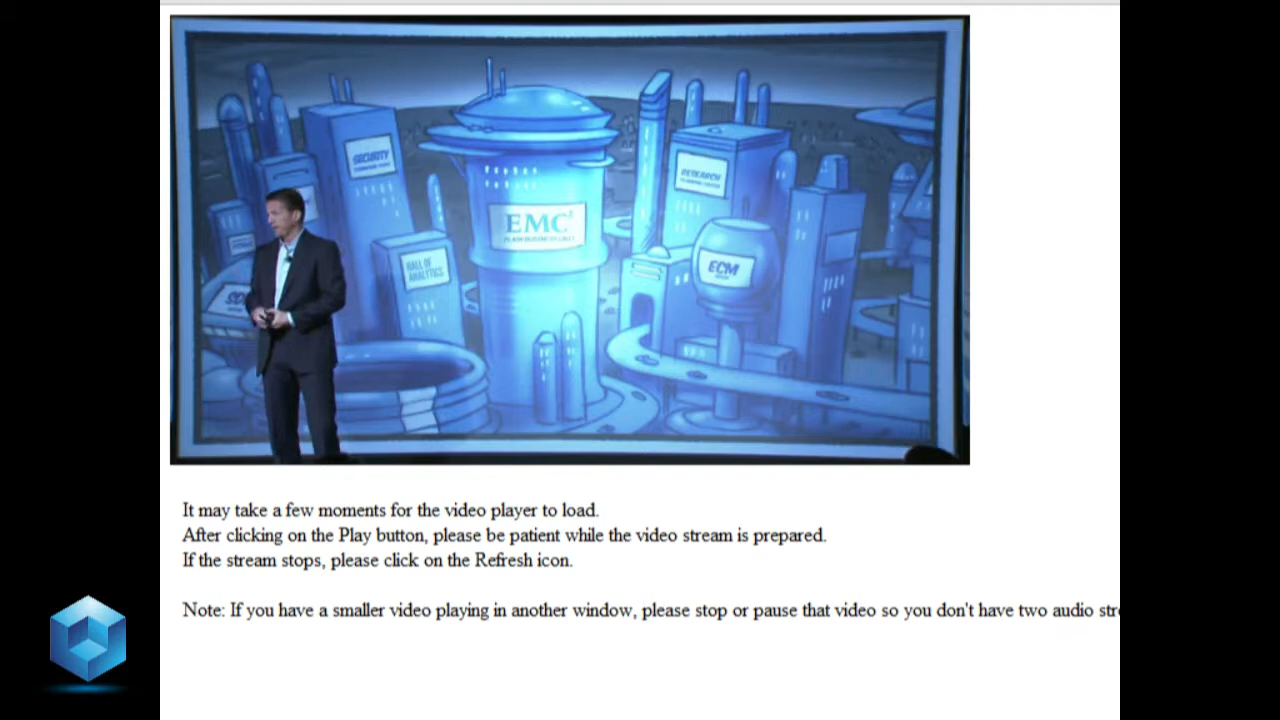 SECURITY
EMC²
RESEARCH
HALL OF
ANALYTICS
ECM
It may take a few moments for the video player to load.
After clicking on the Play button, please be patient while the video stream is prepared.
If the stream stops, please click on the Refresh icon.
Note: If you have a smaller video playing in another window, please stop or pause that video so you don't have two audio str